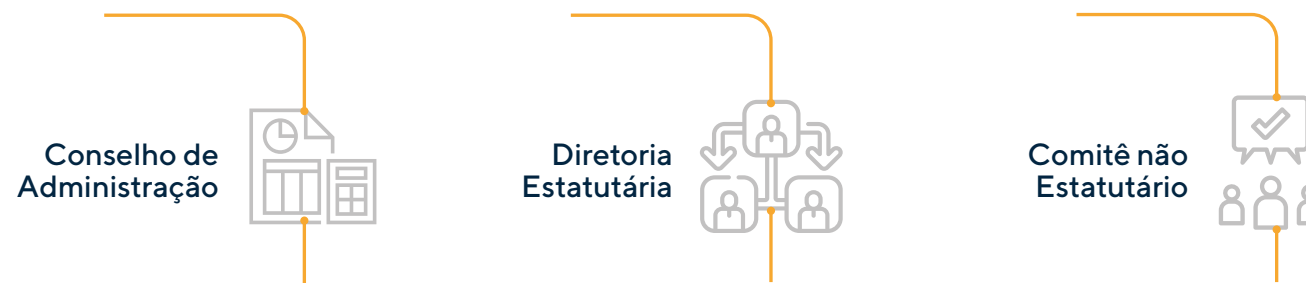 Conselho de
Administração
Diretoria
Estatutária
Comitê não
Estatutário